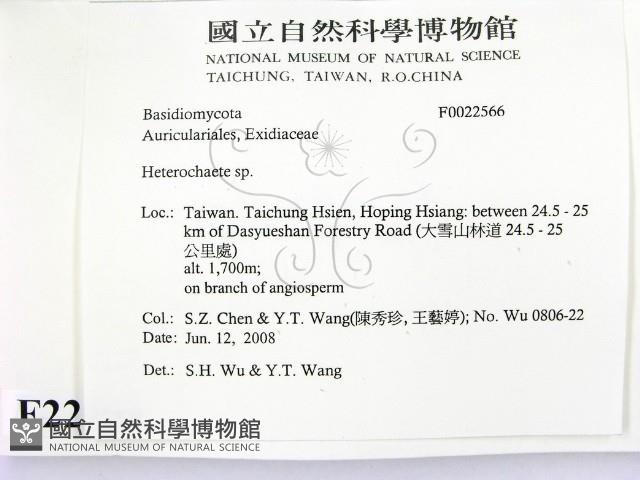 國立自然科學博物館
NATIONAL MUSEUM OF NATURAL SCIENCE
TAICHUNG, TAIWAN, R.O.CHINA
Basidiomycota F0022566
Auriculariales, Exidiaceae
Heterochaete sp.
Loc.: Taiwan. Taichung Hsien, Hoping Hsiang: between 24.5 - 25
km of Dasyueshan Forestry Road (大雪山林道 24.5 - 25
公里處)
alt. 1,700m;
on branch of angiosperm
Col.: S.Z. Chen & Y.T. Wang(陳秀珍, 王藝婷); No. Wu 0806-22
Date: Jun. 12, 2008
Det.: S.H. Wu & Y.T. Wang
F22
國立自然科學博物館
NATIONAL MUSEUM OF NATURAL SCIENCE